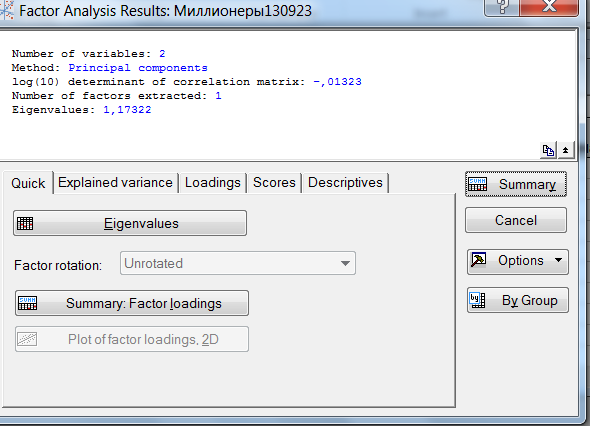 Factor Analysis Results: Миллионеры130923
Number of variables: 2
Method: Principal components
log(10) determinant of correlation matrix: -,01323
Number of factors extracted: 1
Eigenvalues: 1,17322
Quick Explained variance Loadings Scores Descriptives
Summary
Eigenvalues
Cancel
Factor rotation: Unrotated
Options
Summary: Factor loadings
By Group
Plot of factor loadings, 2D